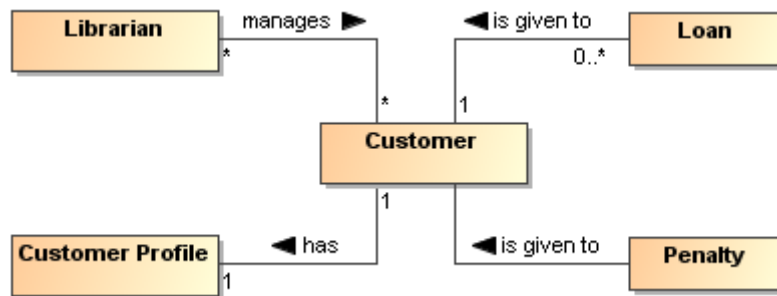 Librarian
manages
*
*
is given to
Loan
0..*
1
Customer
1
has
Customer Profile
1
is given to
Penalty